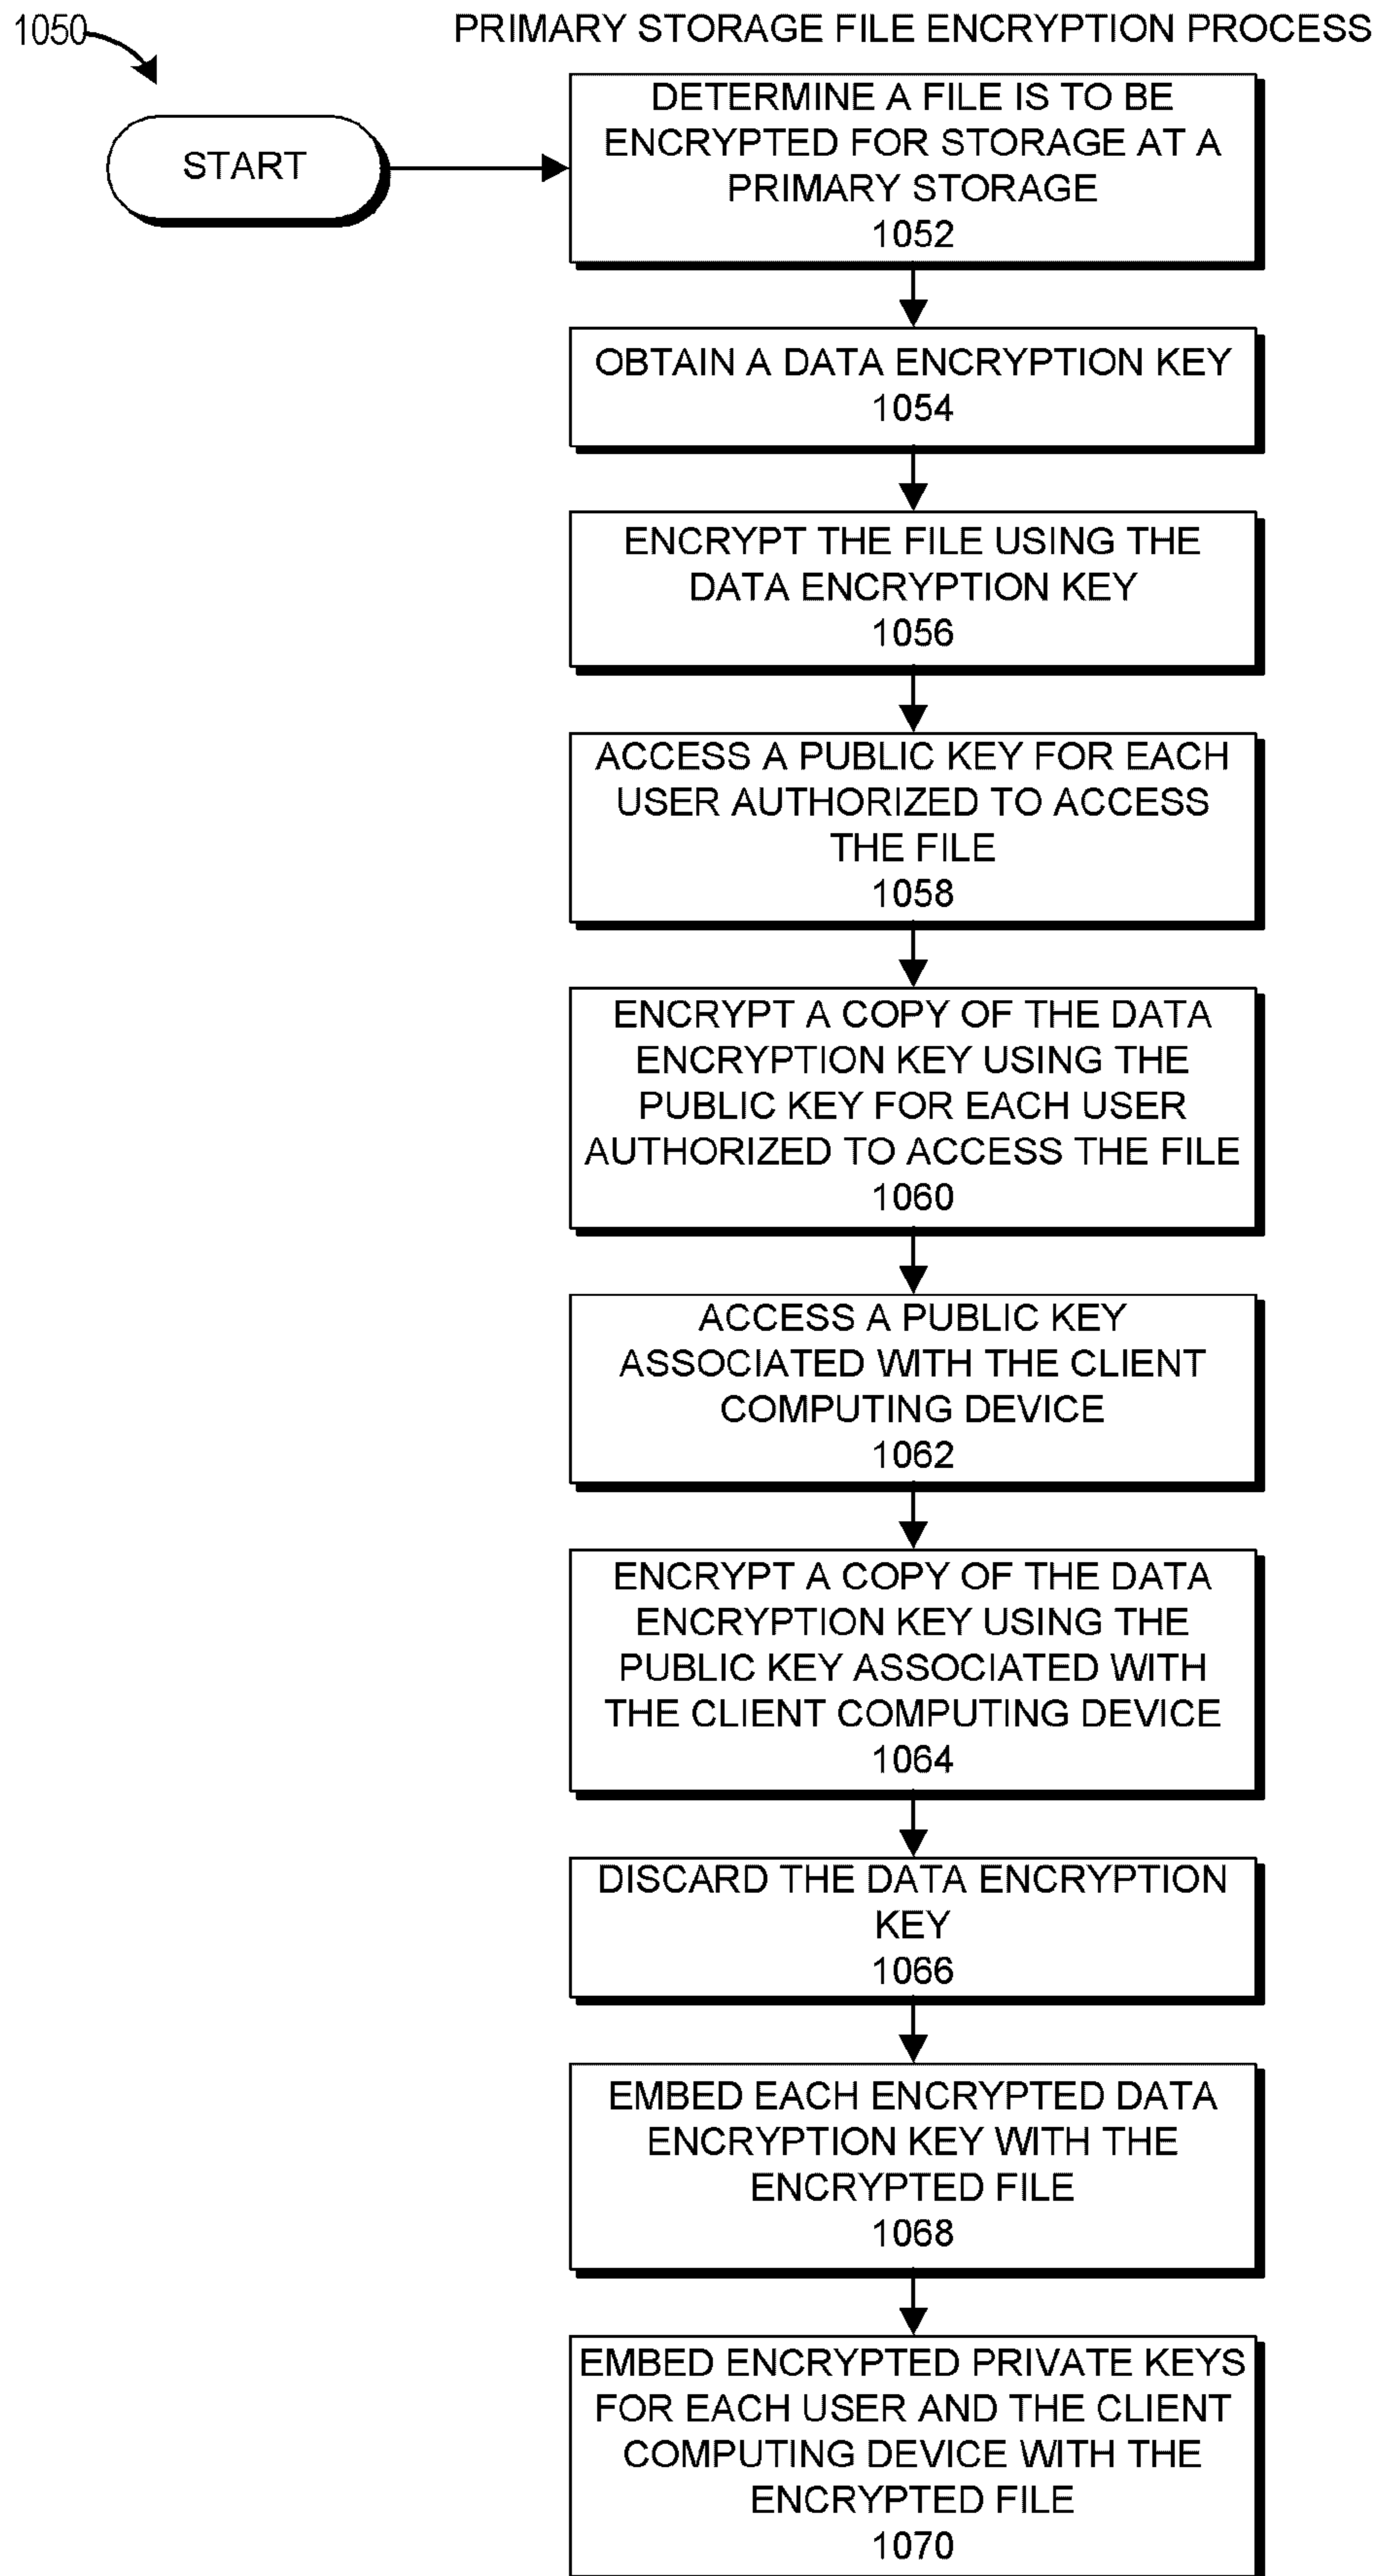 1050
PRIMARY STORAGE FILE ENCRYPTION PROCESS
START
DETERMINE A FILE IS TO BE
ENCRYPTED FOR STORAGE AT A
PRIMARY STORAGE
1052
OBTAIN A DATA ENCRYPTION KEY
1054
ENCRYPT THE FILE USING THE
DATA ENCRYPTION KEY
1056
ACCESS A PUBLIC KEY FOR EACH
USER AUTHORIZED TO ACCESS
THE FILE
1058
ENCRYPT A COPY OF THE DATA
ENCRYPTION KEY USING THE
PUBLIC KEY FOR EACH USER
AUTHORIZED TO ACCESS THE FILE
1060
ACCESS A PUBLIC KEY
ASSOCIATED WITH THE CLIENT
COMPUTING DEVICE
1062
ENCRYPT A COPY OF THE DATA
ENCRYPTION KEY USING THE
PUBLIC KEY ASSOCIATED WITH
THE CLIENT COMPUTING DEVICE
1064
DISCARD THE DATA ENCRYPTION
KEY
1066
EMBED EACH ENCRYPTED DATA
ENCRYPTION KEY WITH THE
ENCRYPTED FILE
1068
EMBED ENCRYPTED PRIVATE KEYS
FOR EACH USER AND THE CLIENT
COMPUTING DEVICE WITH THE
ENCRYPTED FILE
1070